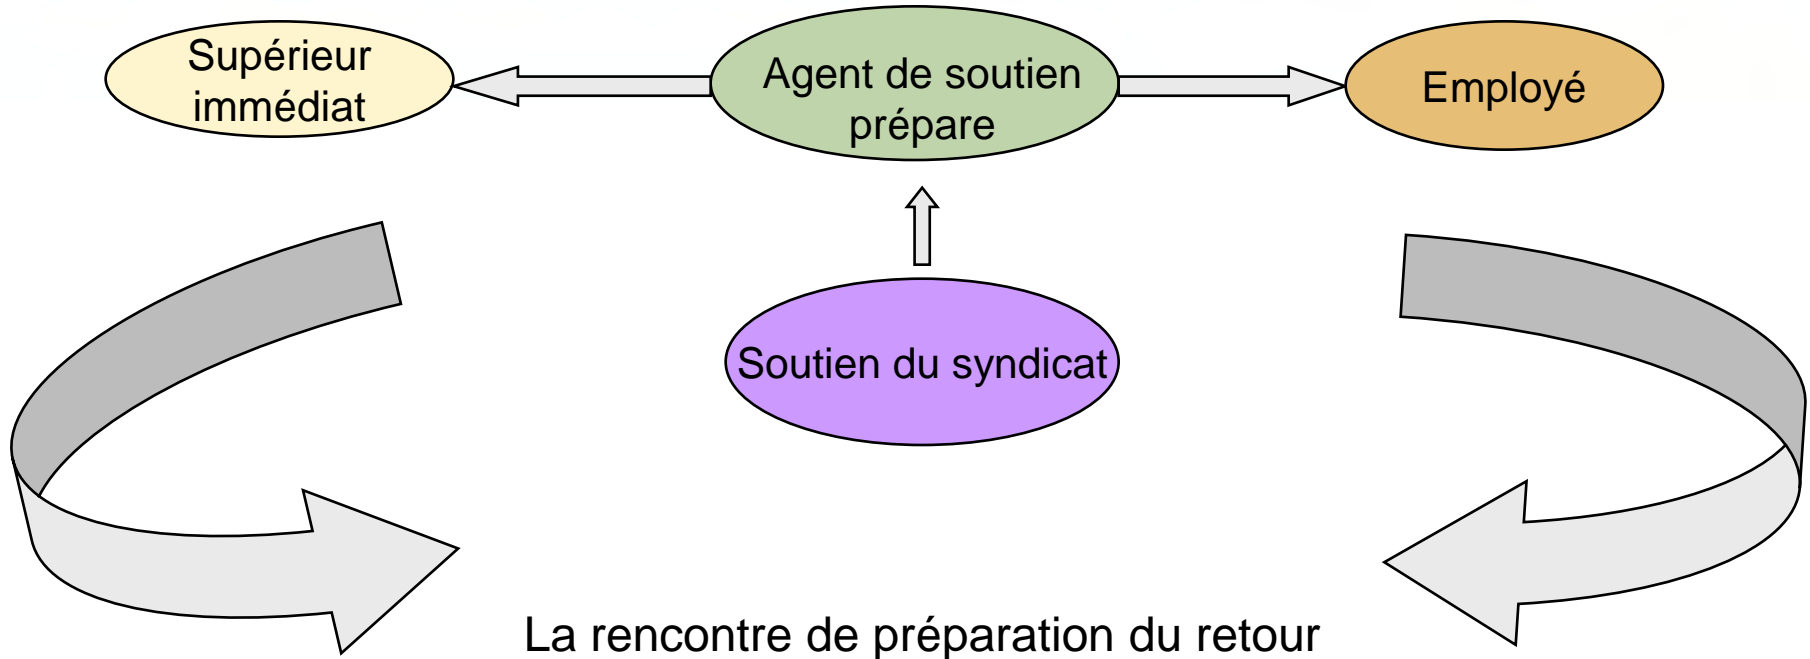 Supérieur
immédiat
Agent de soutien
prépare
Employé
Soutien du syndicat
La rencontre de préparation du retour